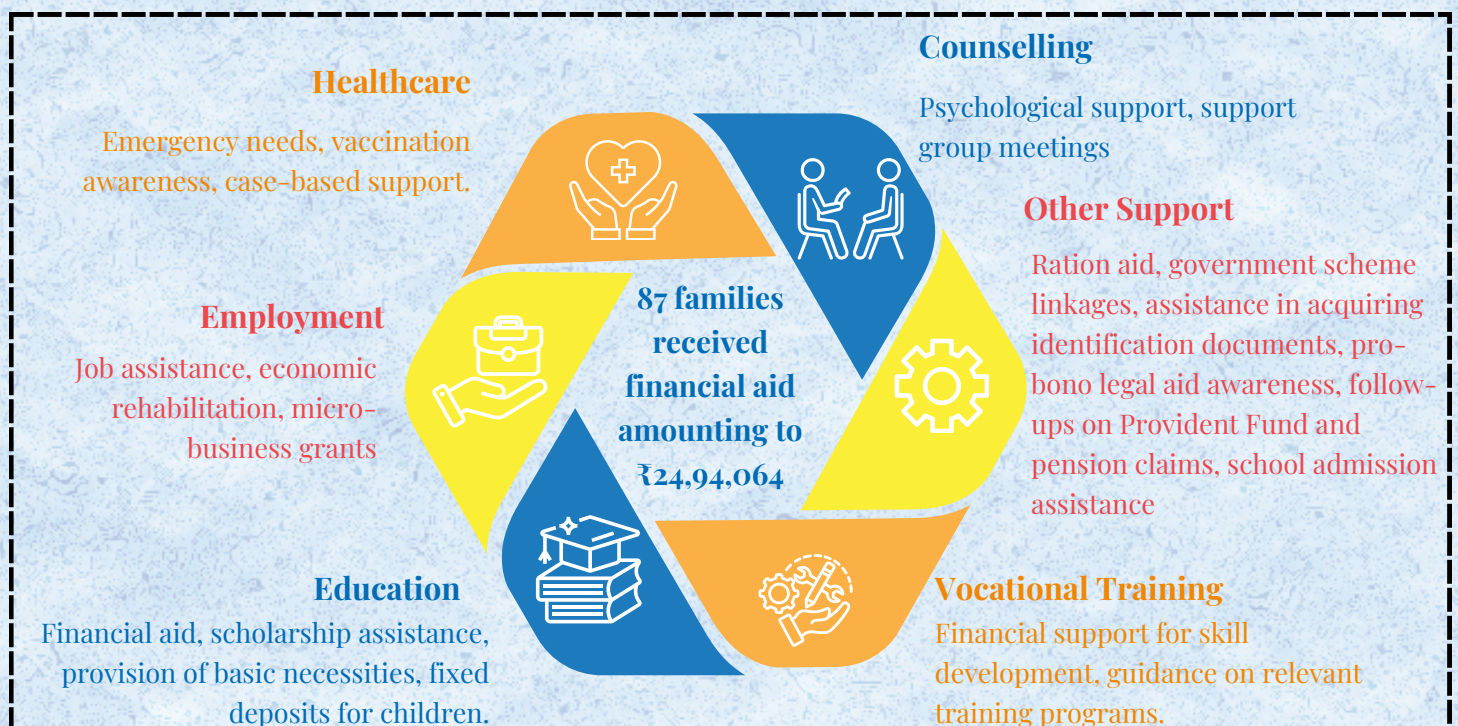 Healthcare
Emergency needs, vaccination
awareness, case-based support.
Counselling
Psychological support, support
group meetings
Other Support
Ration aid, government scheme
linkages, assistance in acquiring
identification documents, pro-
bono legal aid awareness, follow-
ups on Provident Fund and
pension claims, school admission
assistance
Employment
Job assistance, economic
rehabilitation, micro-
business grants
87 families
received
financial aid
amounting to
₹24,94,064
Education
Financial aid, scholarship assistance,
provision of basic necessities, fixed
deposits for children.
Vocational Training
Financial support for skill
development, guidance on relevant
training programs.